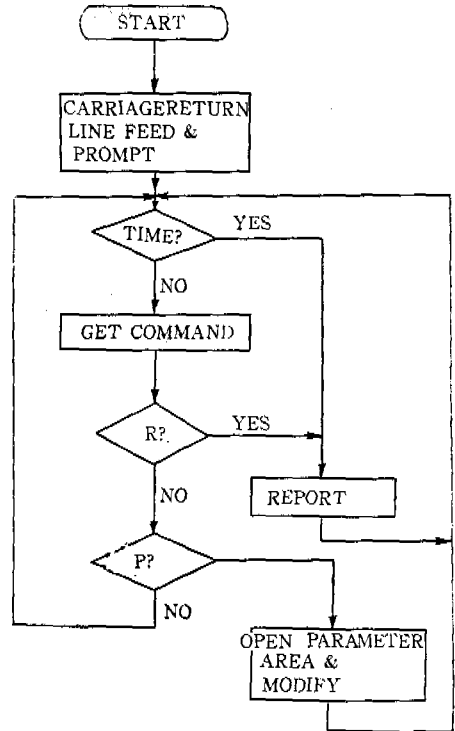 START
CARRIAGERETURN
LINE FEED &
PROMPT
TIME?
YES
NO
GET COMMAND
R?
YES
NO
REPORT
P?
NO
OPEN PARAMETER
AREA &
MODIFY